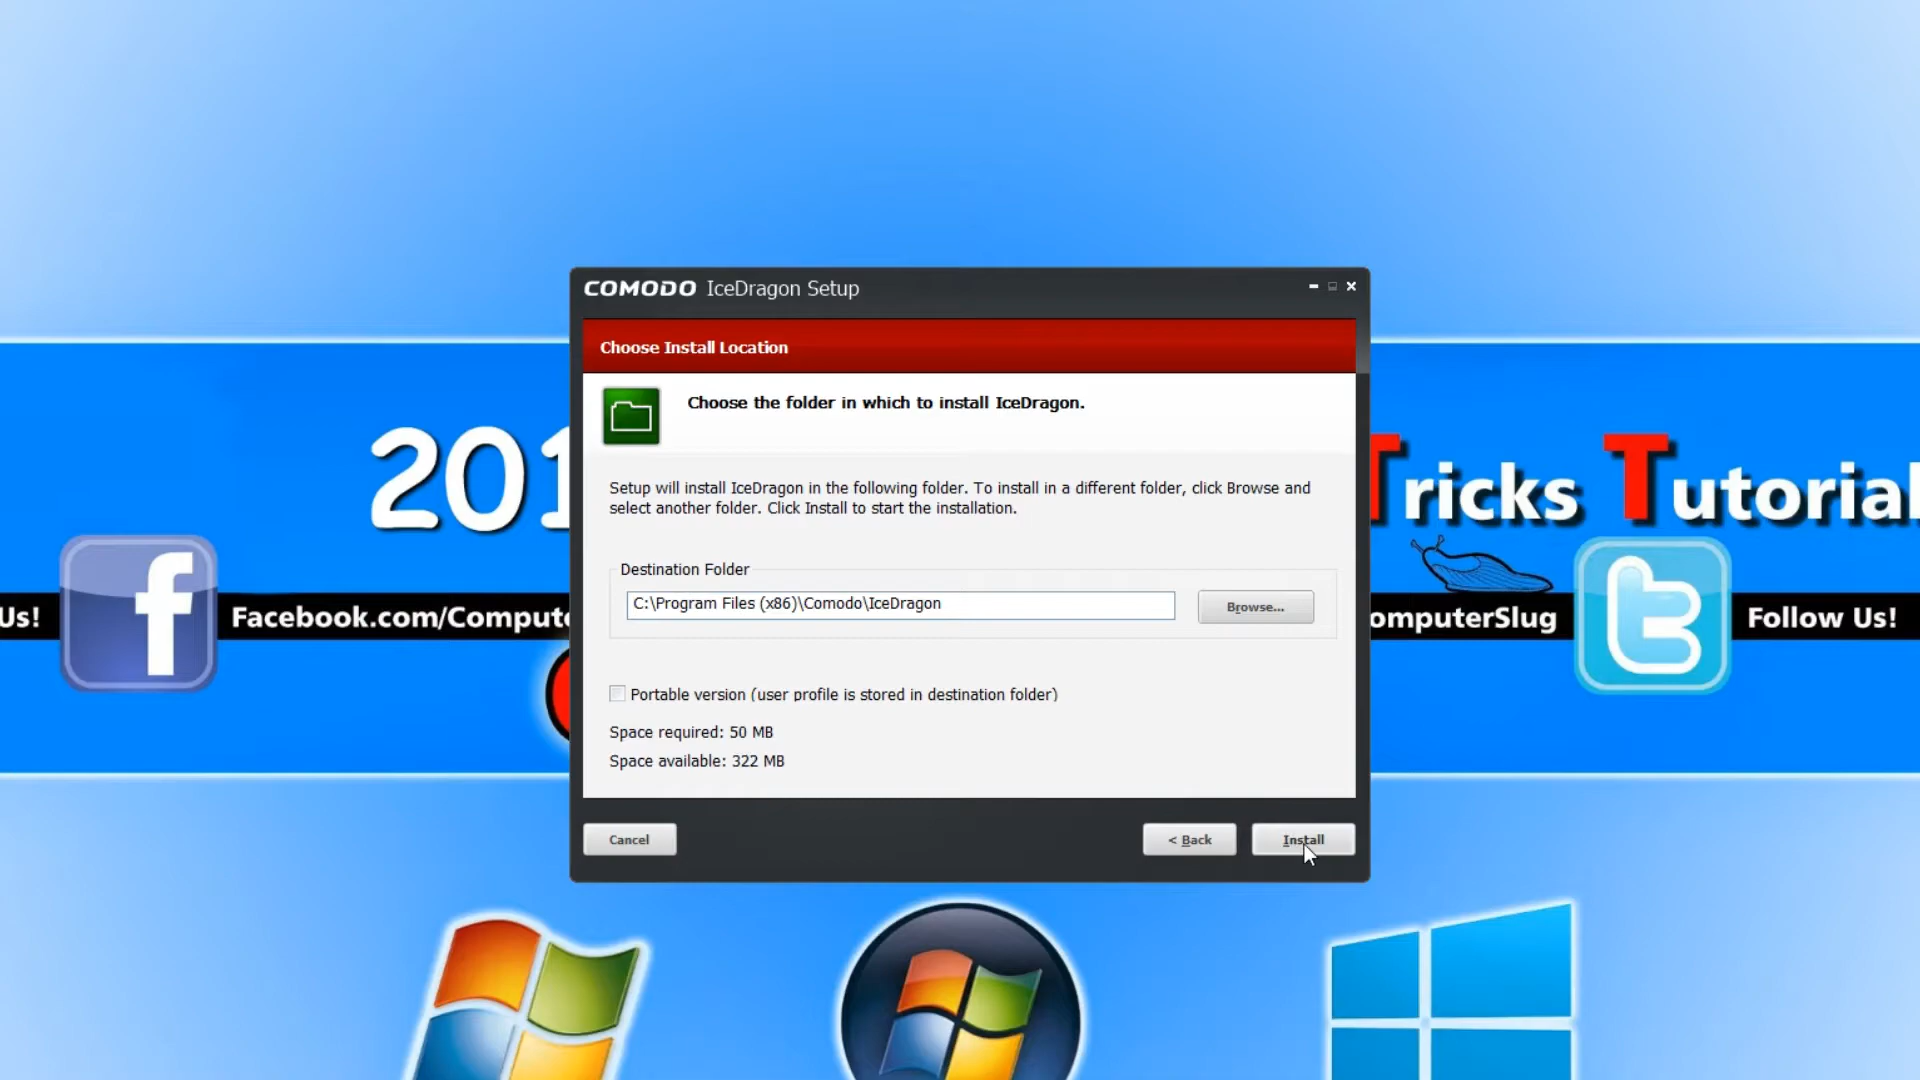 COMODO IceDragon Setup
Choose Install Location
Choose the folder in which to install IceDragon.
Setup will install IceDragon in the following folder. To install in a different folder, click Browse and
select another folder. Click Install to start the installation.
Destination Folder
C:\Program Files (x86)\Comodo\IceDragon
Browse...
Portable version (user profile is stored in destination folder)
Space required: 50 MB
Space available: 322 MB
Cancel
< Back
Install
201
Tricks Tutorial
Us!
f
Facebook.com/Compute
omputerSlug
t
Follow Us!